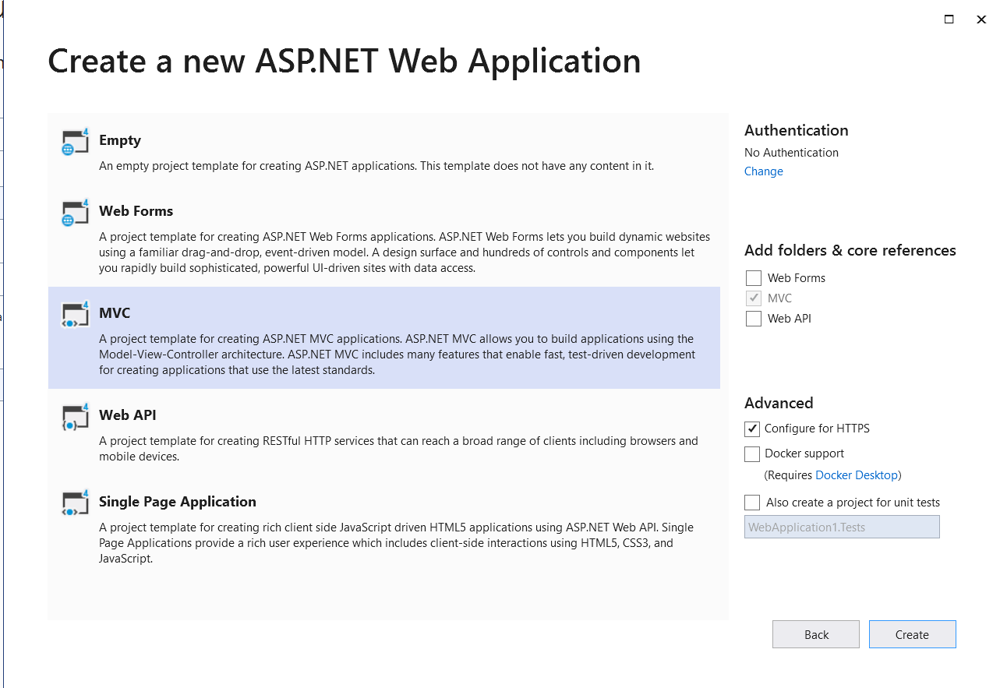 Create a new ASP.NET Web Application
Empty
An empty project template for creating ASP.NET applications. This template does not have any content in it.
Web Forms
A project template for creating ASP.NET Web Forms applications. ASP.NET Web Forms lets you build dynamic websites
using a familiar drag-and-drop, event-driven model. A design surface and hundreds of controls and components let
you rapidly build sophisticated, powerful UI-driven sites with data access.
MVC
A project template for creating ASP.NET MVC applications. ASP.NET MVC allows you to build applications using the
Model-View-Controller architecture. ASP.NET MVC includes many features that enable fast, test-driven development
for creating applications that use the latest standards.
Web API
A project template for creating RESTful HTTP services that can reach a broad range of clients including browsers and
mobile devices.
Single Page Application
A project template for creating rich client side JavaScript driven HTML5 applications using ASP.NET Web API. Single
Page Applications provide a rich user experience which includes client-side interactions using HTML5, CSS3, and
JavaScript.
Authentication
No Authentication
Change
Add folders & core references
Web Forms
MVC
Web API
Advanced
Configure for HTTPS
Docker support
(Requires Docker Desktop)
Also create a project for unit tests
WebApplication1.Tests
Back
Create